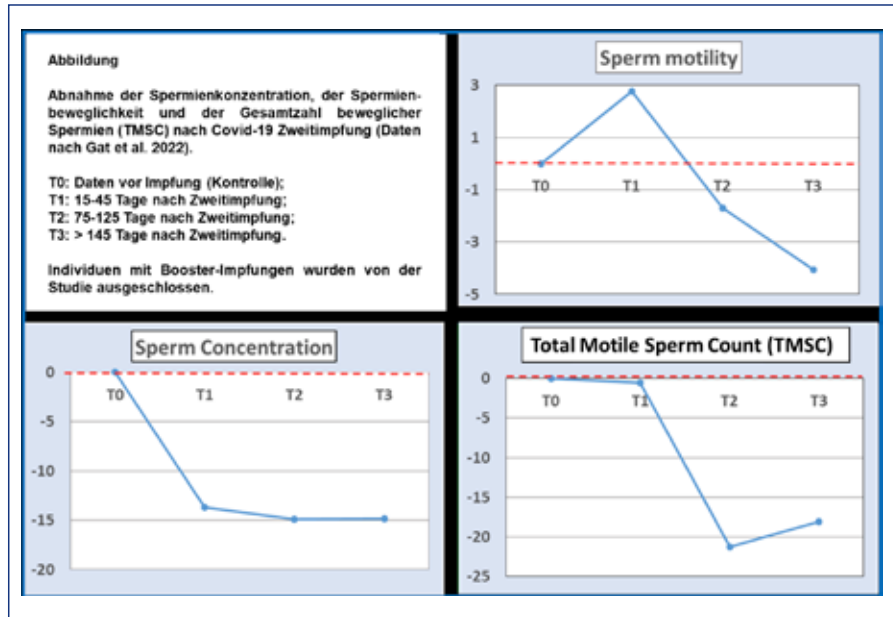 Abbildung
Abnahme der Spermienkonzentration, der Spermien-
beweglichkeit und der Gesamtzahl beweglicher
Spermien (TMSC) nach Covid-19 Zweitimpfung (Daten
nach Gat et al. 2022).
T0: Daten vor Impfung (Kontrolle);
T1: 15-45 Tage nach Zweitimpfung;
T2: 75-125 Tage nach Zweitimpfung;
T3: > 145 Tage nach Zweitimpfung.
Individuen mit Booster-Impfungen wurden von der
Studie ausgeschlossen.
Sperm motility
3
1
-1
-3
-5
T0 T1 T2 T3
Sperm Concentration
0
-5
-10
-15
-20
T0 T1 T2 T3
Total Motile Sperm Count (TMSC)
0
-5
-10
-15
-20
-25
T0 T1 T2 T3